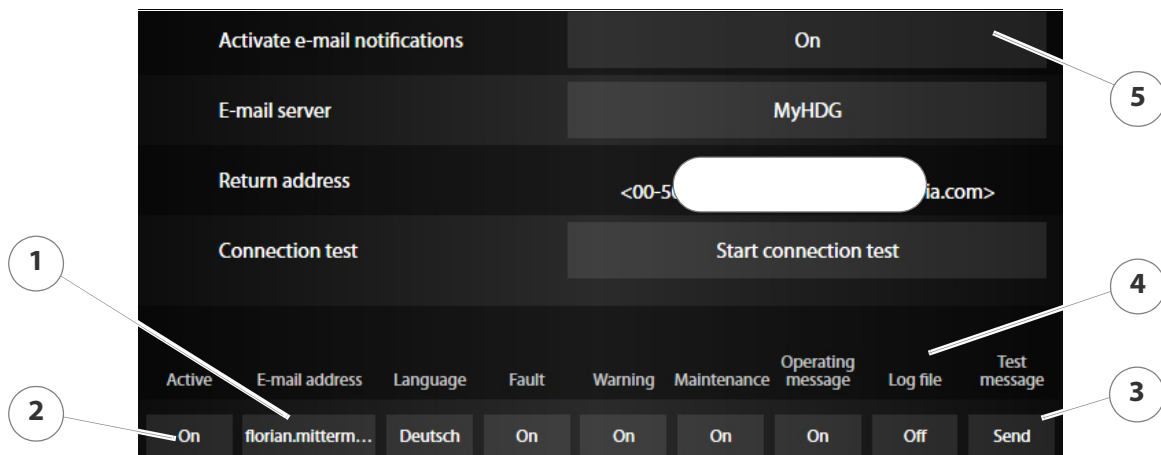 Activate e-mail notifications On
5
E-mail server MyHDG
Return address <00-5 ia.com>
Connection test Start connection test
1
4
Active E-mail address Language Fault Warning Maintenance Operating message Log file Test message
2
3
On florian.mitterm... Deutsch On On On On Off Send